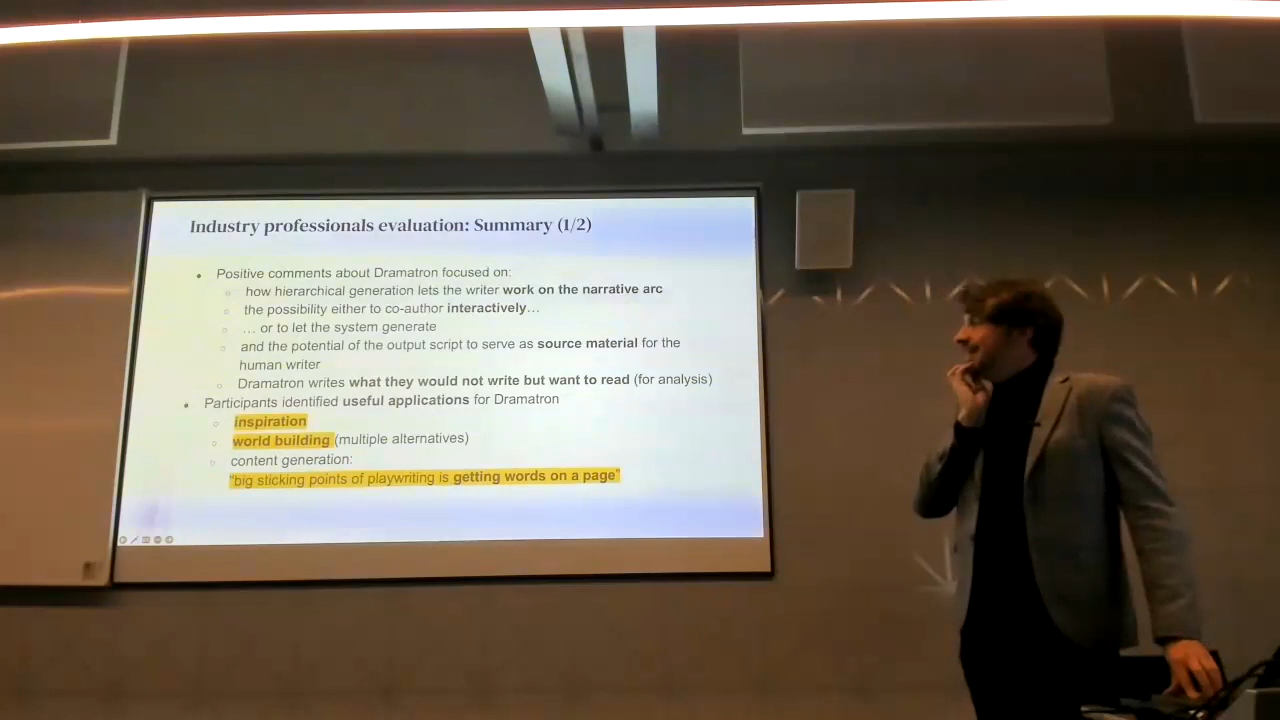 Industry professionals evaluation: Summary (1/2)
• Positive comments about Dramatron focused on:
○ how hierarchical generation lets the writer work on the narrative arc
○ the possibility either to co-author interactively…
○ … or to let the system generate
○ and the potential of the output script to serve as source material for the
human writer
○ Dramatron writes what they would not write but want to read (for analysis)
• Participants identified useful applications for Dramatron
○ inspiration
○ world building (multiple alternatives)
○ content generation:
"big sticking points of playwriting is getting words on a page"